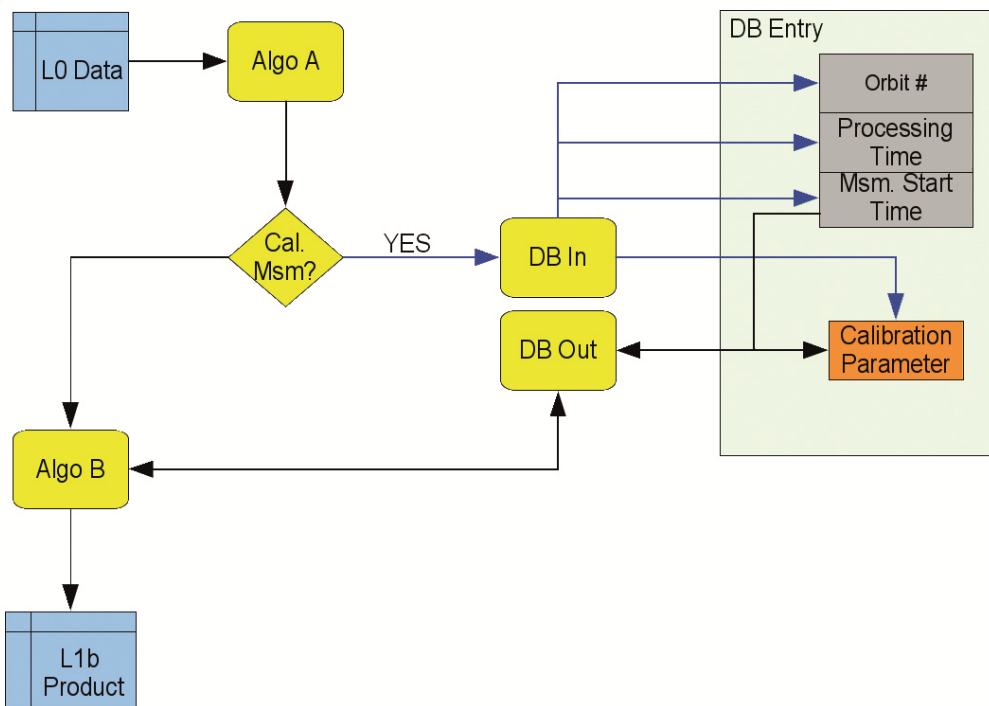 DB Entry
L0 Data
Algo A
Orbit #
Processing
Time
Msm. Start
Time
Cal.
Msm?
YES
DB In
DB Out
Calibration
Parameter
Algo B
L1b
Product